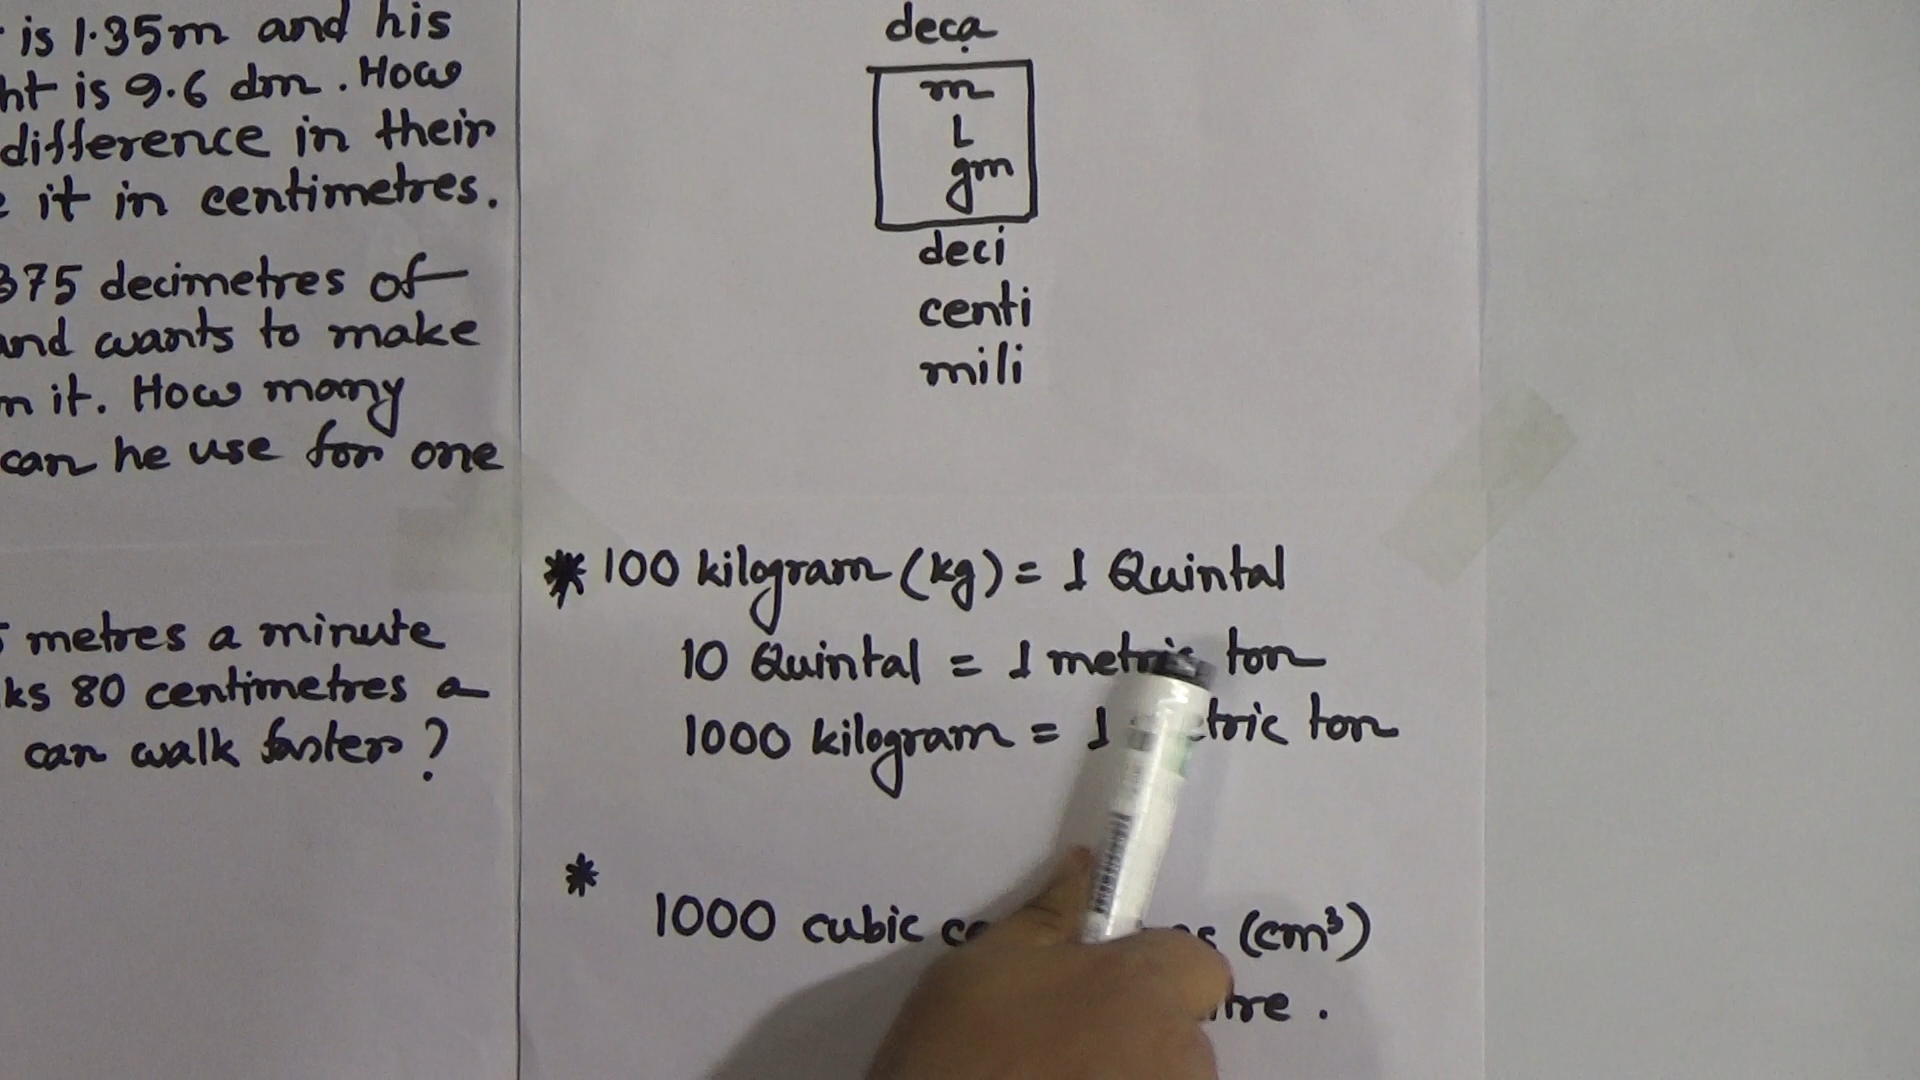 is 1.35m and his
ht is 9.6 dm. How
difference in their
it in centimetres.
375 decimetres of
and wants to make
it. How many
can he use for one
metres a minute
ks 80 centimetres a
can walk faster?
deca
m
L
gm
deci
centi
mili
* 100 kilogram (kg) = 1 Quintal
10 Quintal = 1 metric ton
1000 kilogram = 1 tric ton
*
1000 cubic (cm³)
tre.